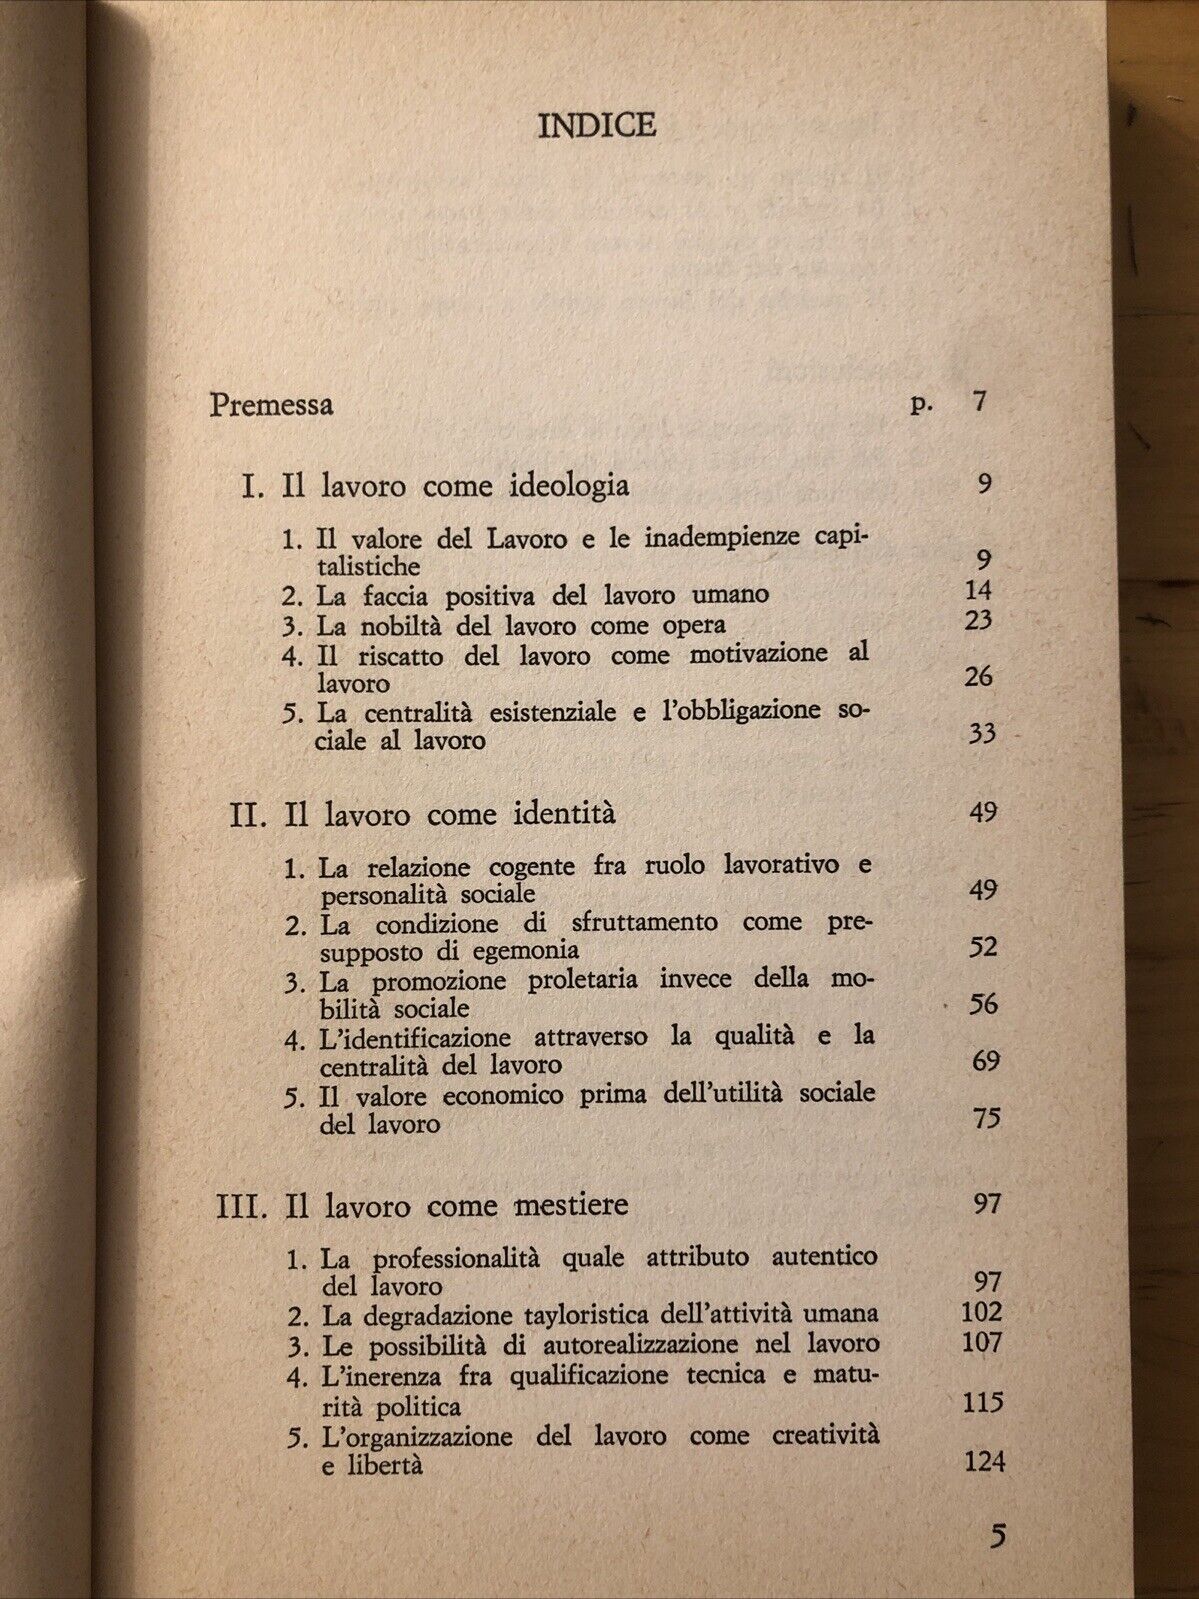 INDICE
Premessa p. 7
I. Il lavoro come ideologia 9
1. Il valore del Lavoro e le inadempienze capi-
talistiche 9
2. La faccia positiva del lavoro umano 14
3. La nobiltà del lavoro come opera 23
4. Il riscatto del lavoro come motivazione al
lavoro 26
5. La centralità esistenziale e l'obbligazione so-
ciale al lavoro 33
II. Il lavoro come identità 49
1. La relazione cogente fra ruolo lavorativo e
personalità sociale 49
2. La condizione di sfruttamento come pre-
supposto di egemonia 52
3. La promozione proletaria invece della mo-
bilità sociale 56
4. L'identificazione attraverso la qualità e la
centralità del lavoro 69
5. Il valore economico prima dell'utilità sociale
del lavoro 75
III. Il lavoro come mestiere 97
1. La professionalità quale attributo autentico
del lavoro 97
2. La degradazione tayloristica dell'attività umana 102
3. Le possibilità di autorealizzazione nel lavoro 107
4. L'inerenza fra qualificazione tecnica e matu-
rità politica 115
5. L'organizzazione del lavoro come creatività
e libertà 124
5